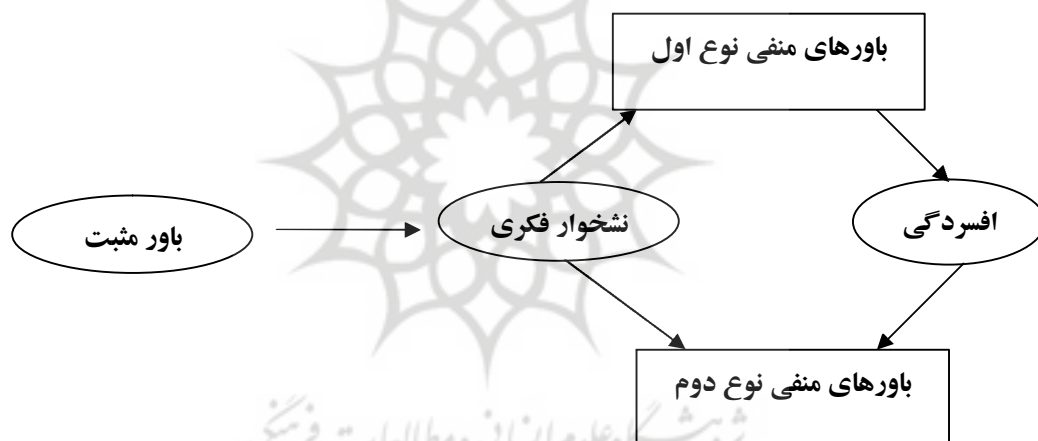 باورهای منفی نوع اول
باور مثبت
نشخوار فکری
افسردگی
باورهای منفی نوع دوم